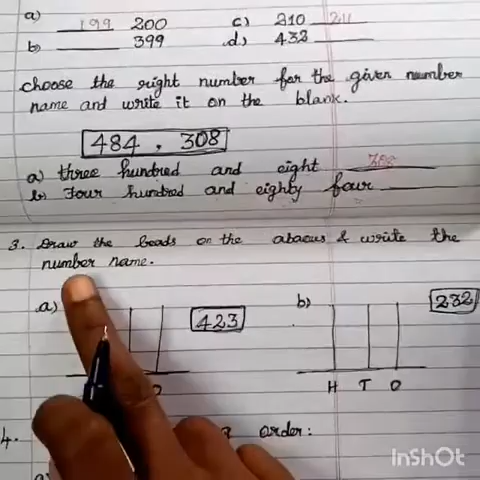 a) 199 200 c) 210 211
b) 399 d) 432
choose the right number for the given number
name and write it on the blank.
484 , 308
a) three hundred and eight 308
b) Four hundred and eighty four
3. Draw the beads on the abacus & write the
number name.
a) 423 b) 232
O H T O
4. order:
a)
InShOt